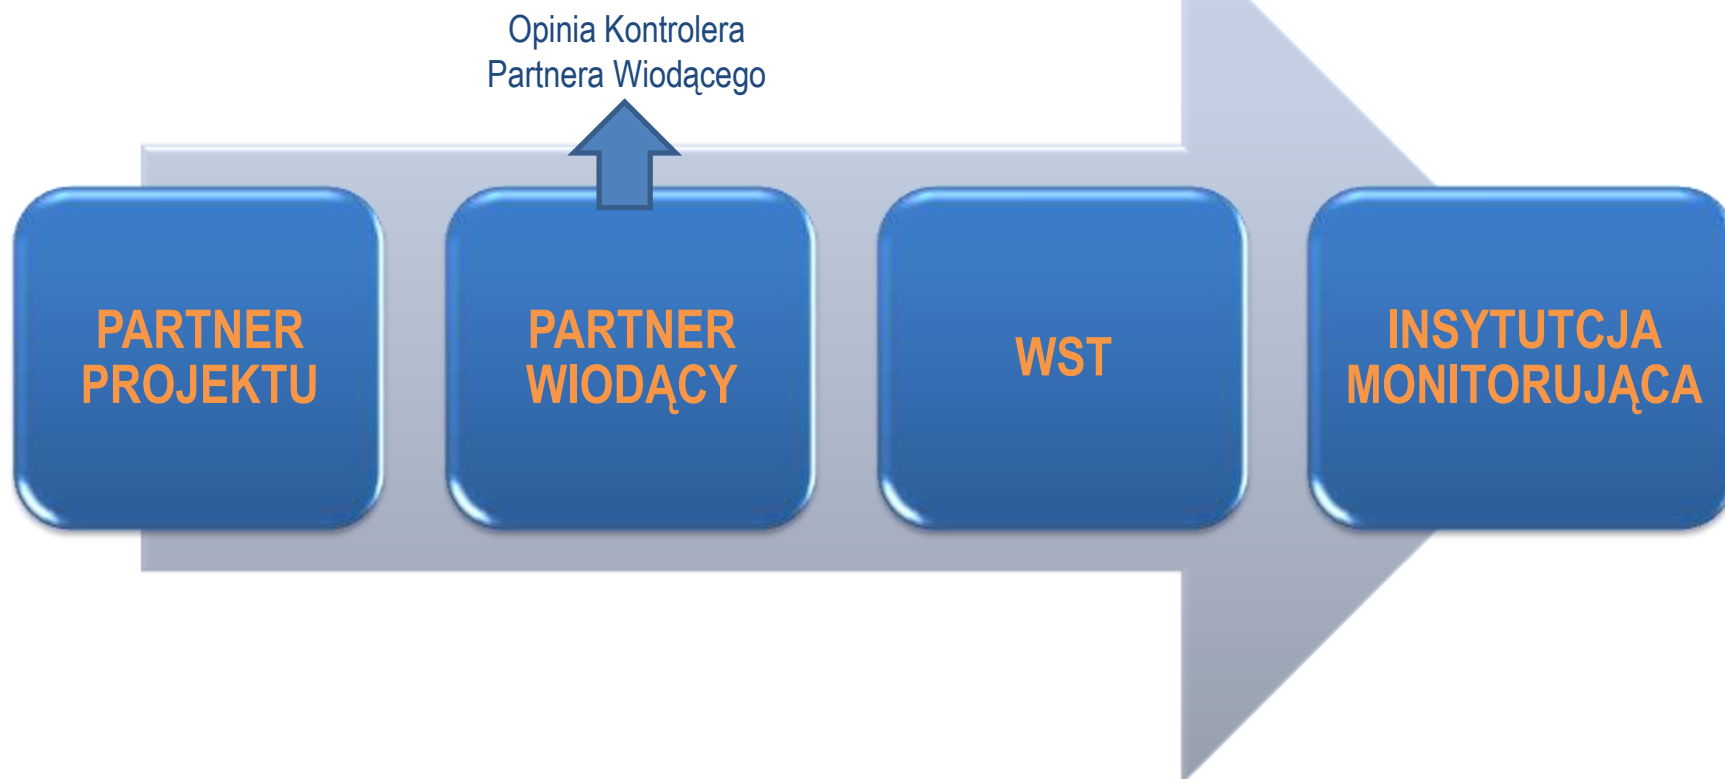 Opinia Kontrolera
Partnera Wiodącego
PARTNER
PROJEKTU
PARTNER
WIODĄCY
WST
INSYTUTCJA
MONITORUJĄCA